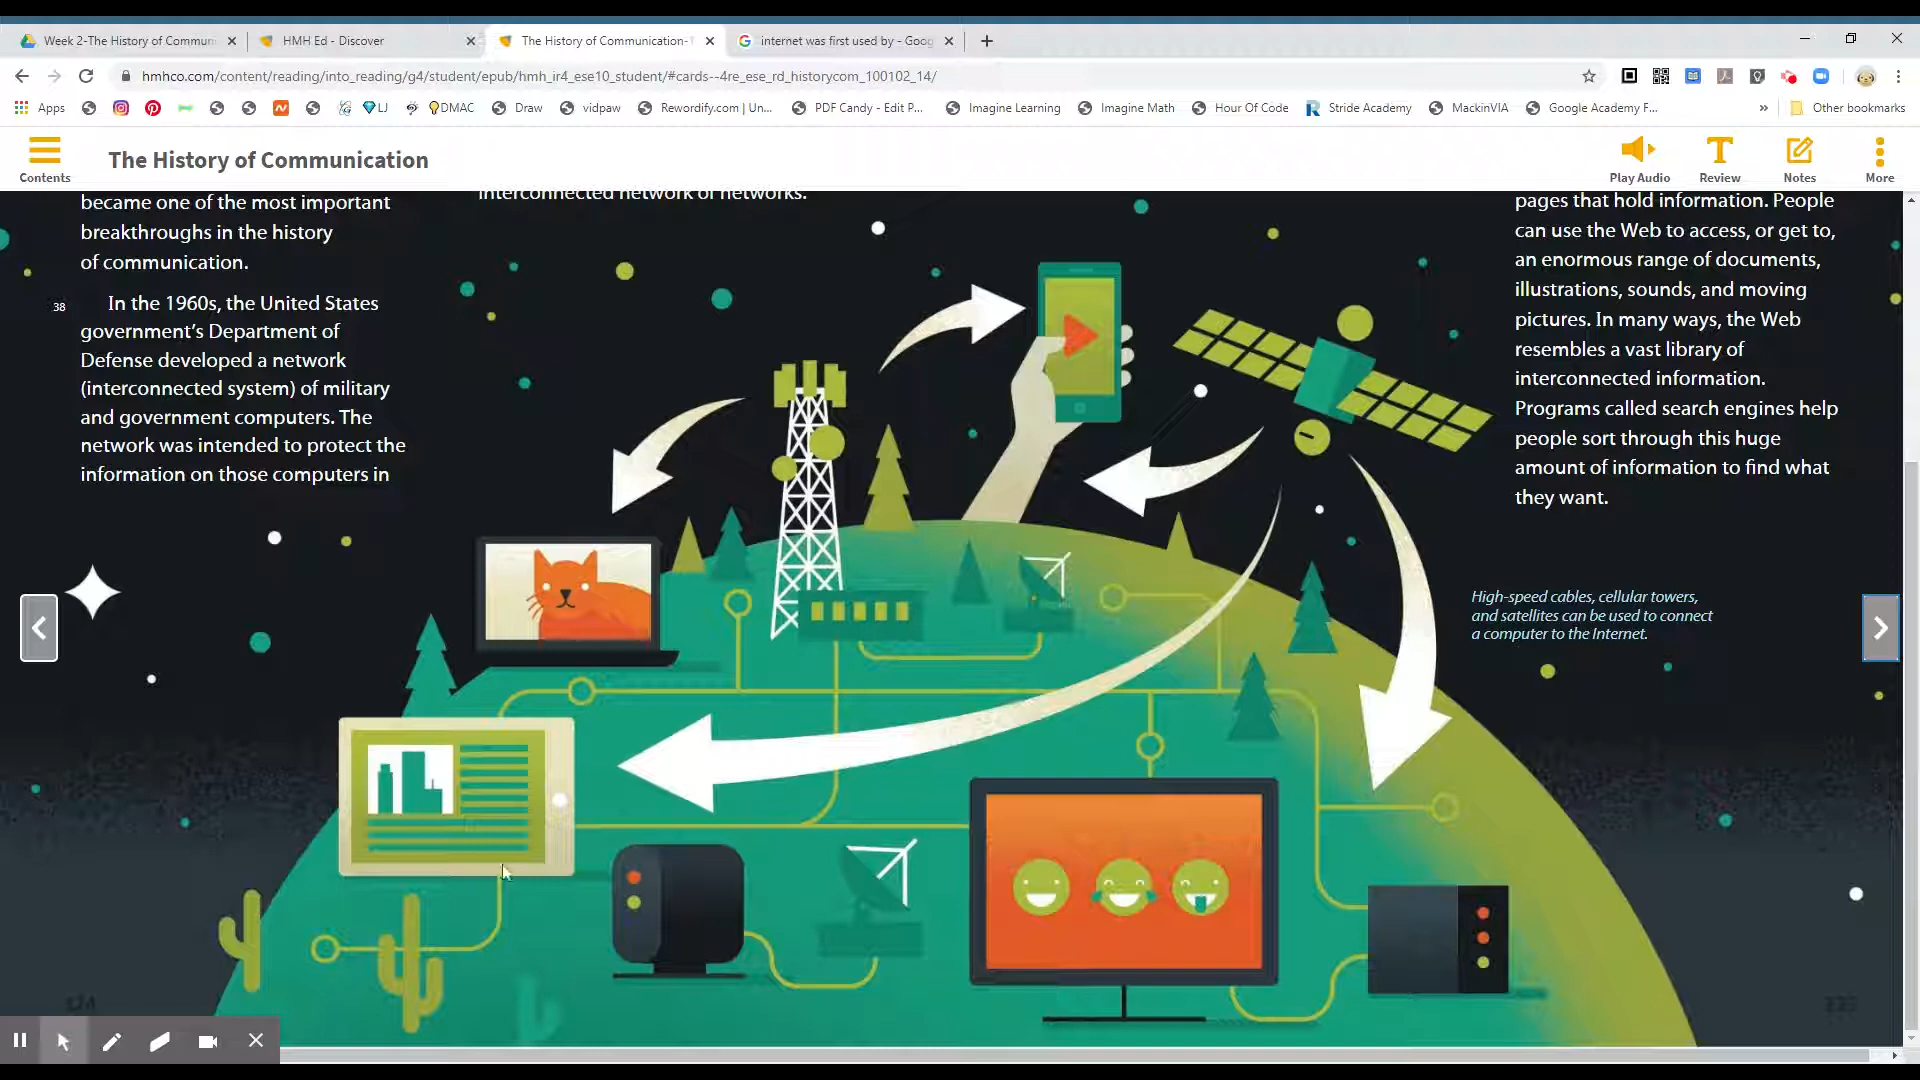 Week 2-The History of Commun
HMH Ed - Discover
The History of Communication-
internet was first used by - Goog
hmhco.com/content/reading/into_reading/g4/student/epub/hmh_ir4_ese10_student/#cards--4re_ese_rd_historycom_100102_14/
Apps
LJ
DMAC
Draw
vidpaw
Rewordify.com | Un...
PDF Candy - Edit P...
Imagine Learning
Imagine Math
Hour Of Code
Stride Academy
MackinVIA
Google Academy F...
»
Other bookmarks
Contents
The History of Communication
Play Audio
Review
Notes
More
became one of the most important
breakthroughs in the history
of communication.
38
In the 1960s, the United States
government's Department of
Defense developed a network
(interconnected system) of military
and government computers. The
network was intended to protect the
information on those computers in
interconnected network of networks.
pages that hold information. People
can use the Web to access, or get to,
an enormous range of documents,
illustrations, sounds, and moving
pictures. In many ways, the Web
resembles a vast library of
interconnected information.
Programs called search engines help
people sort through this huge
amount of information to find what
they want.
High-speed cables, cellular towers,
and satellites can be used to connect
a computer to the Internet.